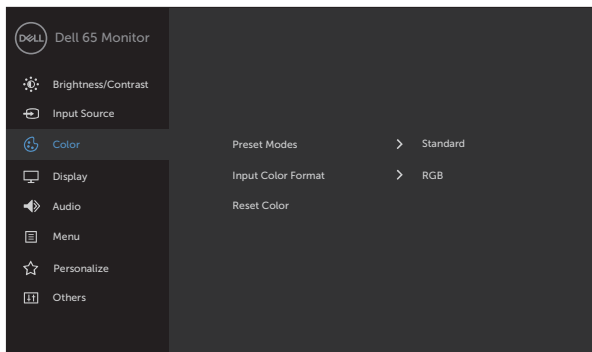 DELL Dell 65 Monitor
Brightness/Contrast
Input Source
Color Preset Modes Standard
Display Input Color Format RGB
Audio Reset Color
Menu
Personalize
Others